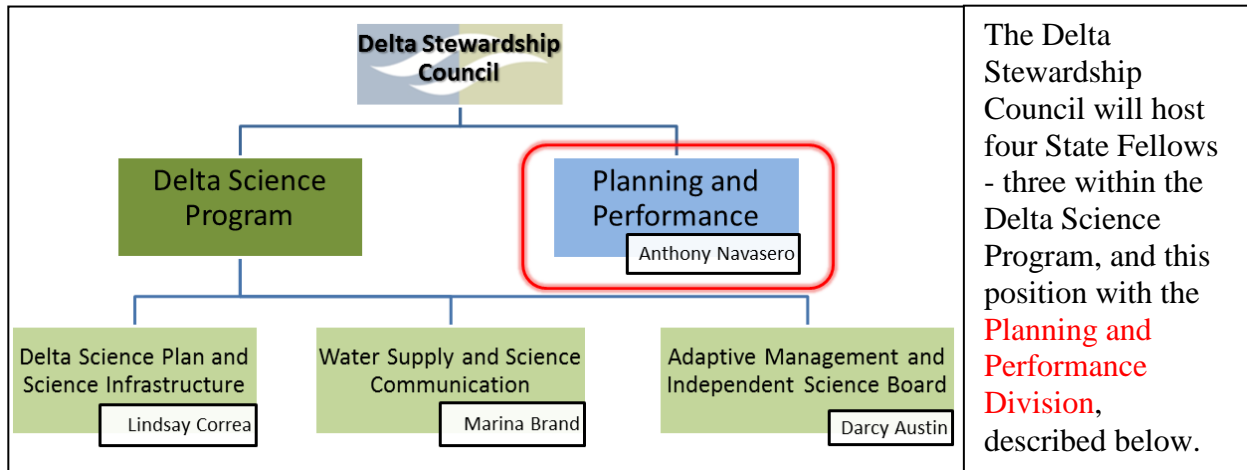 Delta Stewardship
Council
Delta Science
Program
Planning and
Performance
Anthony Navasero
Delta Science Plan and
Science Infrastructure
Lindsay Correa
Water Supply and Science
Communication
Marina Brand
Adaptive Management and
Independent Science Board
Darcy Austin
The Delta
Stewardship
Council will host
four State Fellows
- three within the
Delta Science
Program, and this
position with the
Planning and
Performance
Division,
described below.